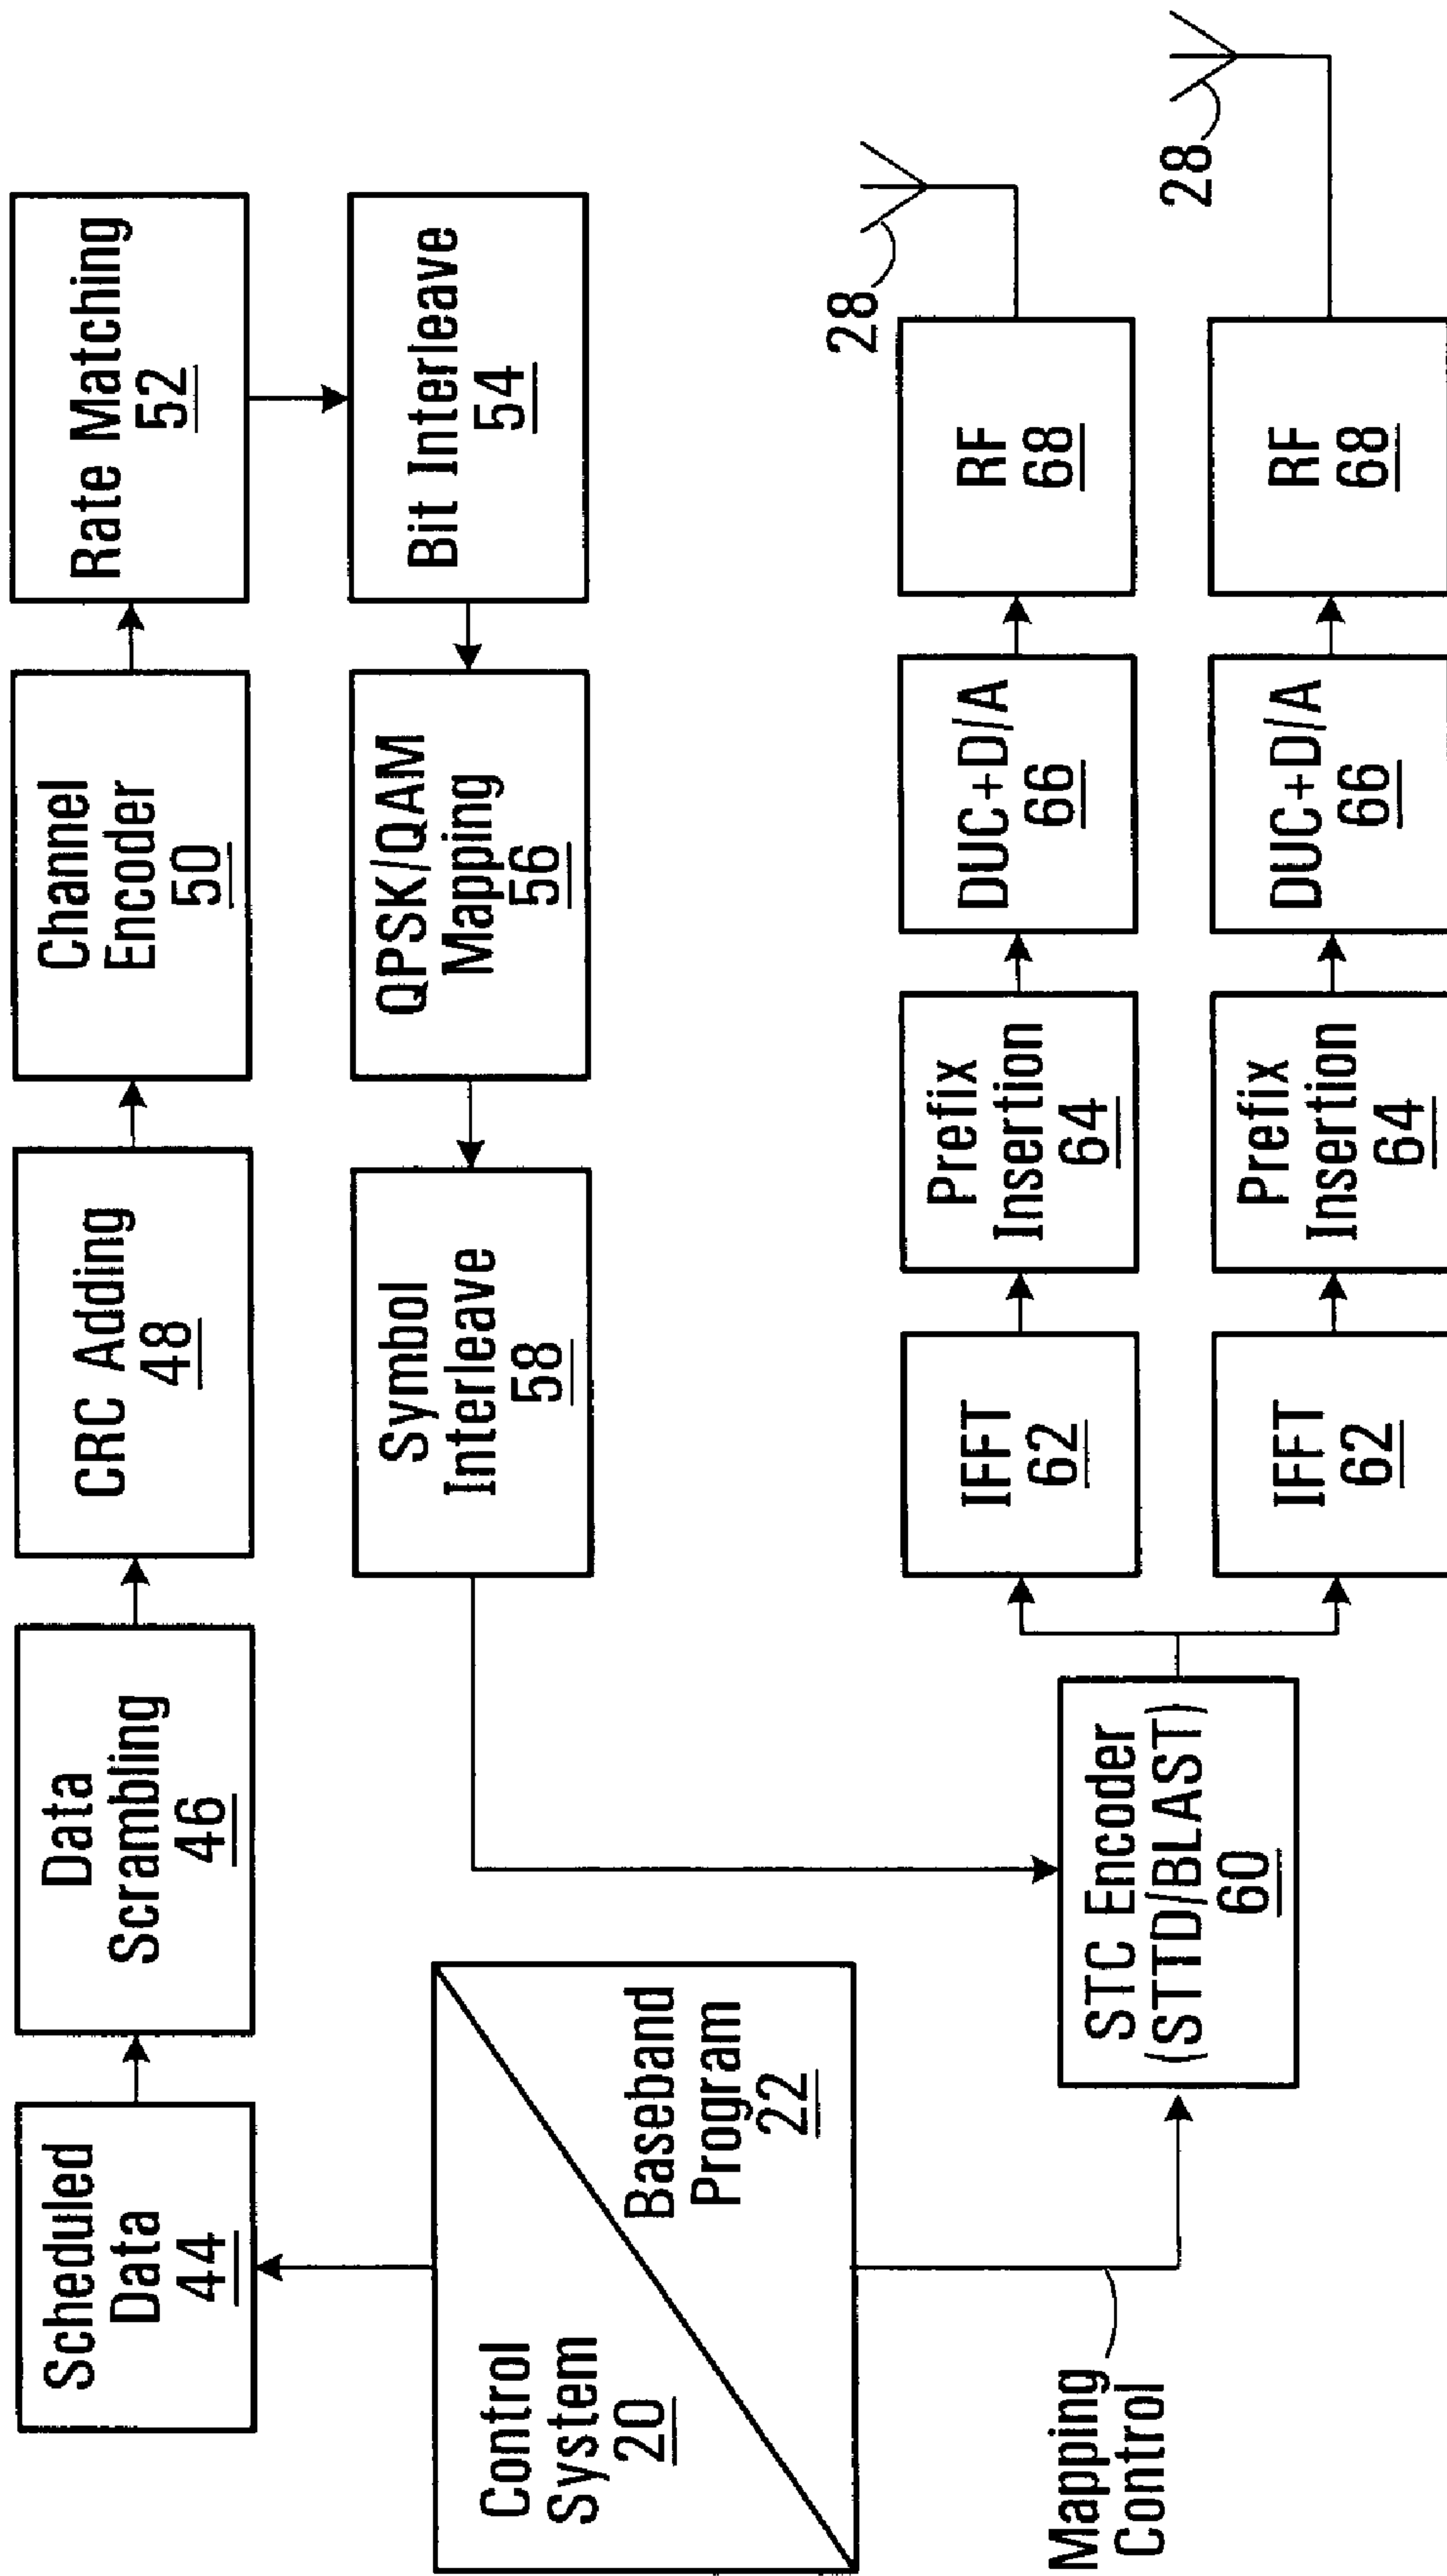 Scheduled
Data
44
Data
Scrambling
46
CRC Adding
48
Channel
Encoder
50
Rate Matching
52
Bit Interleave
54
QPSK/QAM
Mapping
56
Symbol
Interleave
58
Control
System
20
Baseband
Program
22
Mapping
Control
STC Encoder
(STTD/BLAST)
60
IFFT
62
Prefix
Insertion
64
DUC+D/A
66
RF
68
28
IFFT
62
Prefix
Insertion
64
DUC+D/A
66
RF
68
28